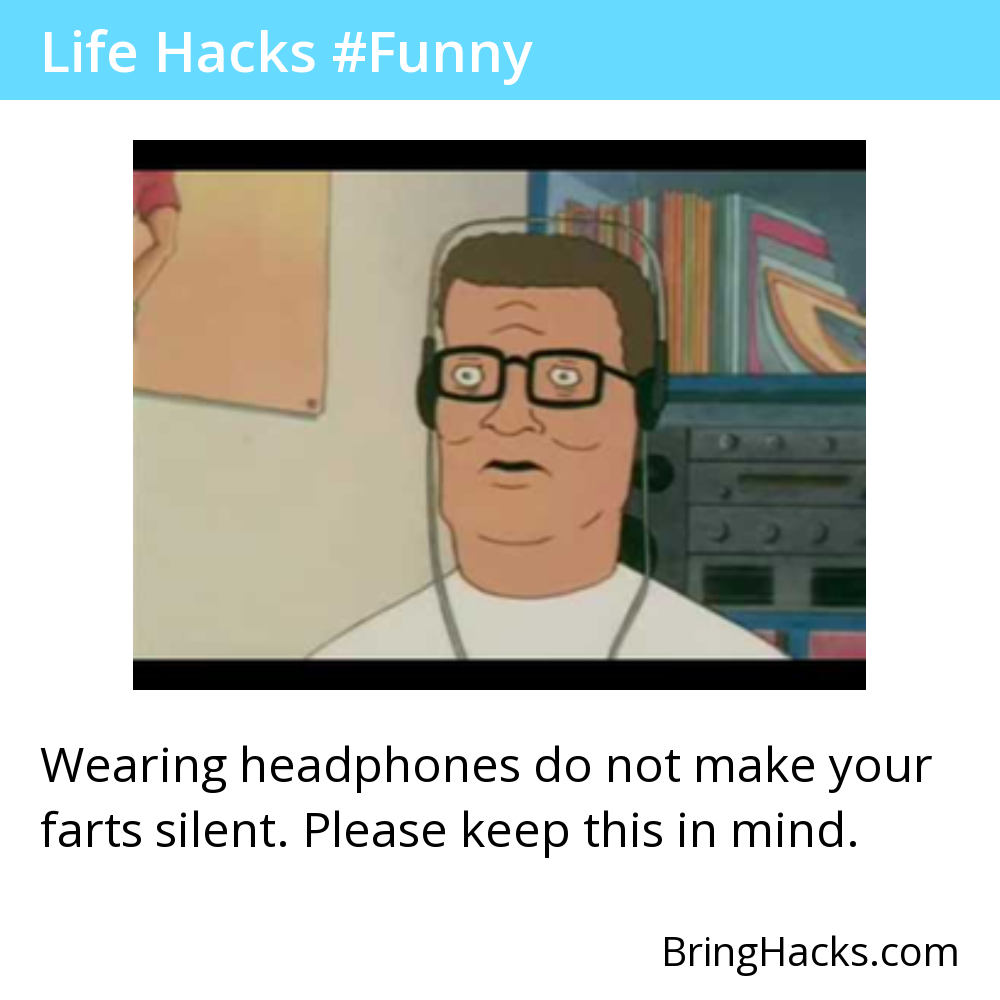 Life Hacks #Funny
Wearing headphones do not make your
farts silent. Please keep this in mind.
BringHacks.com